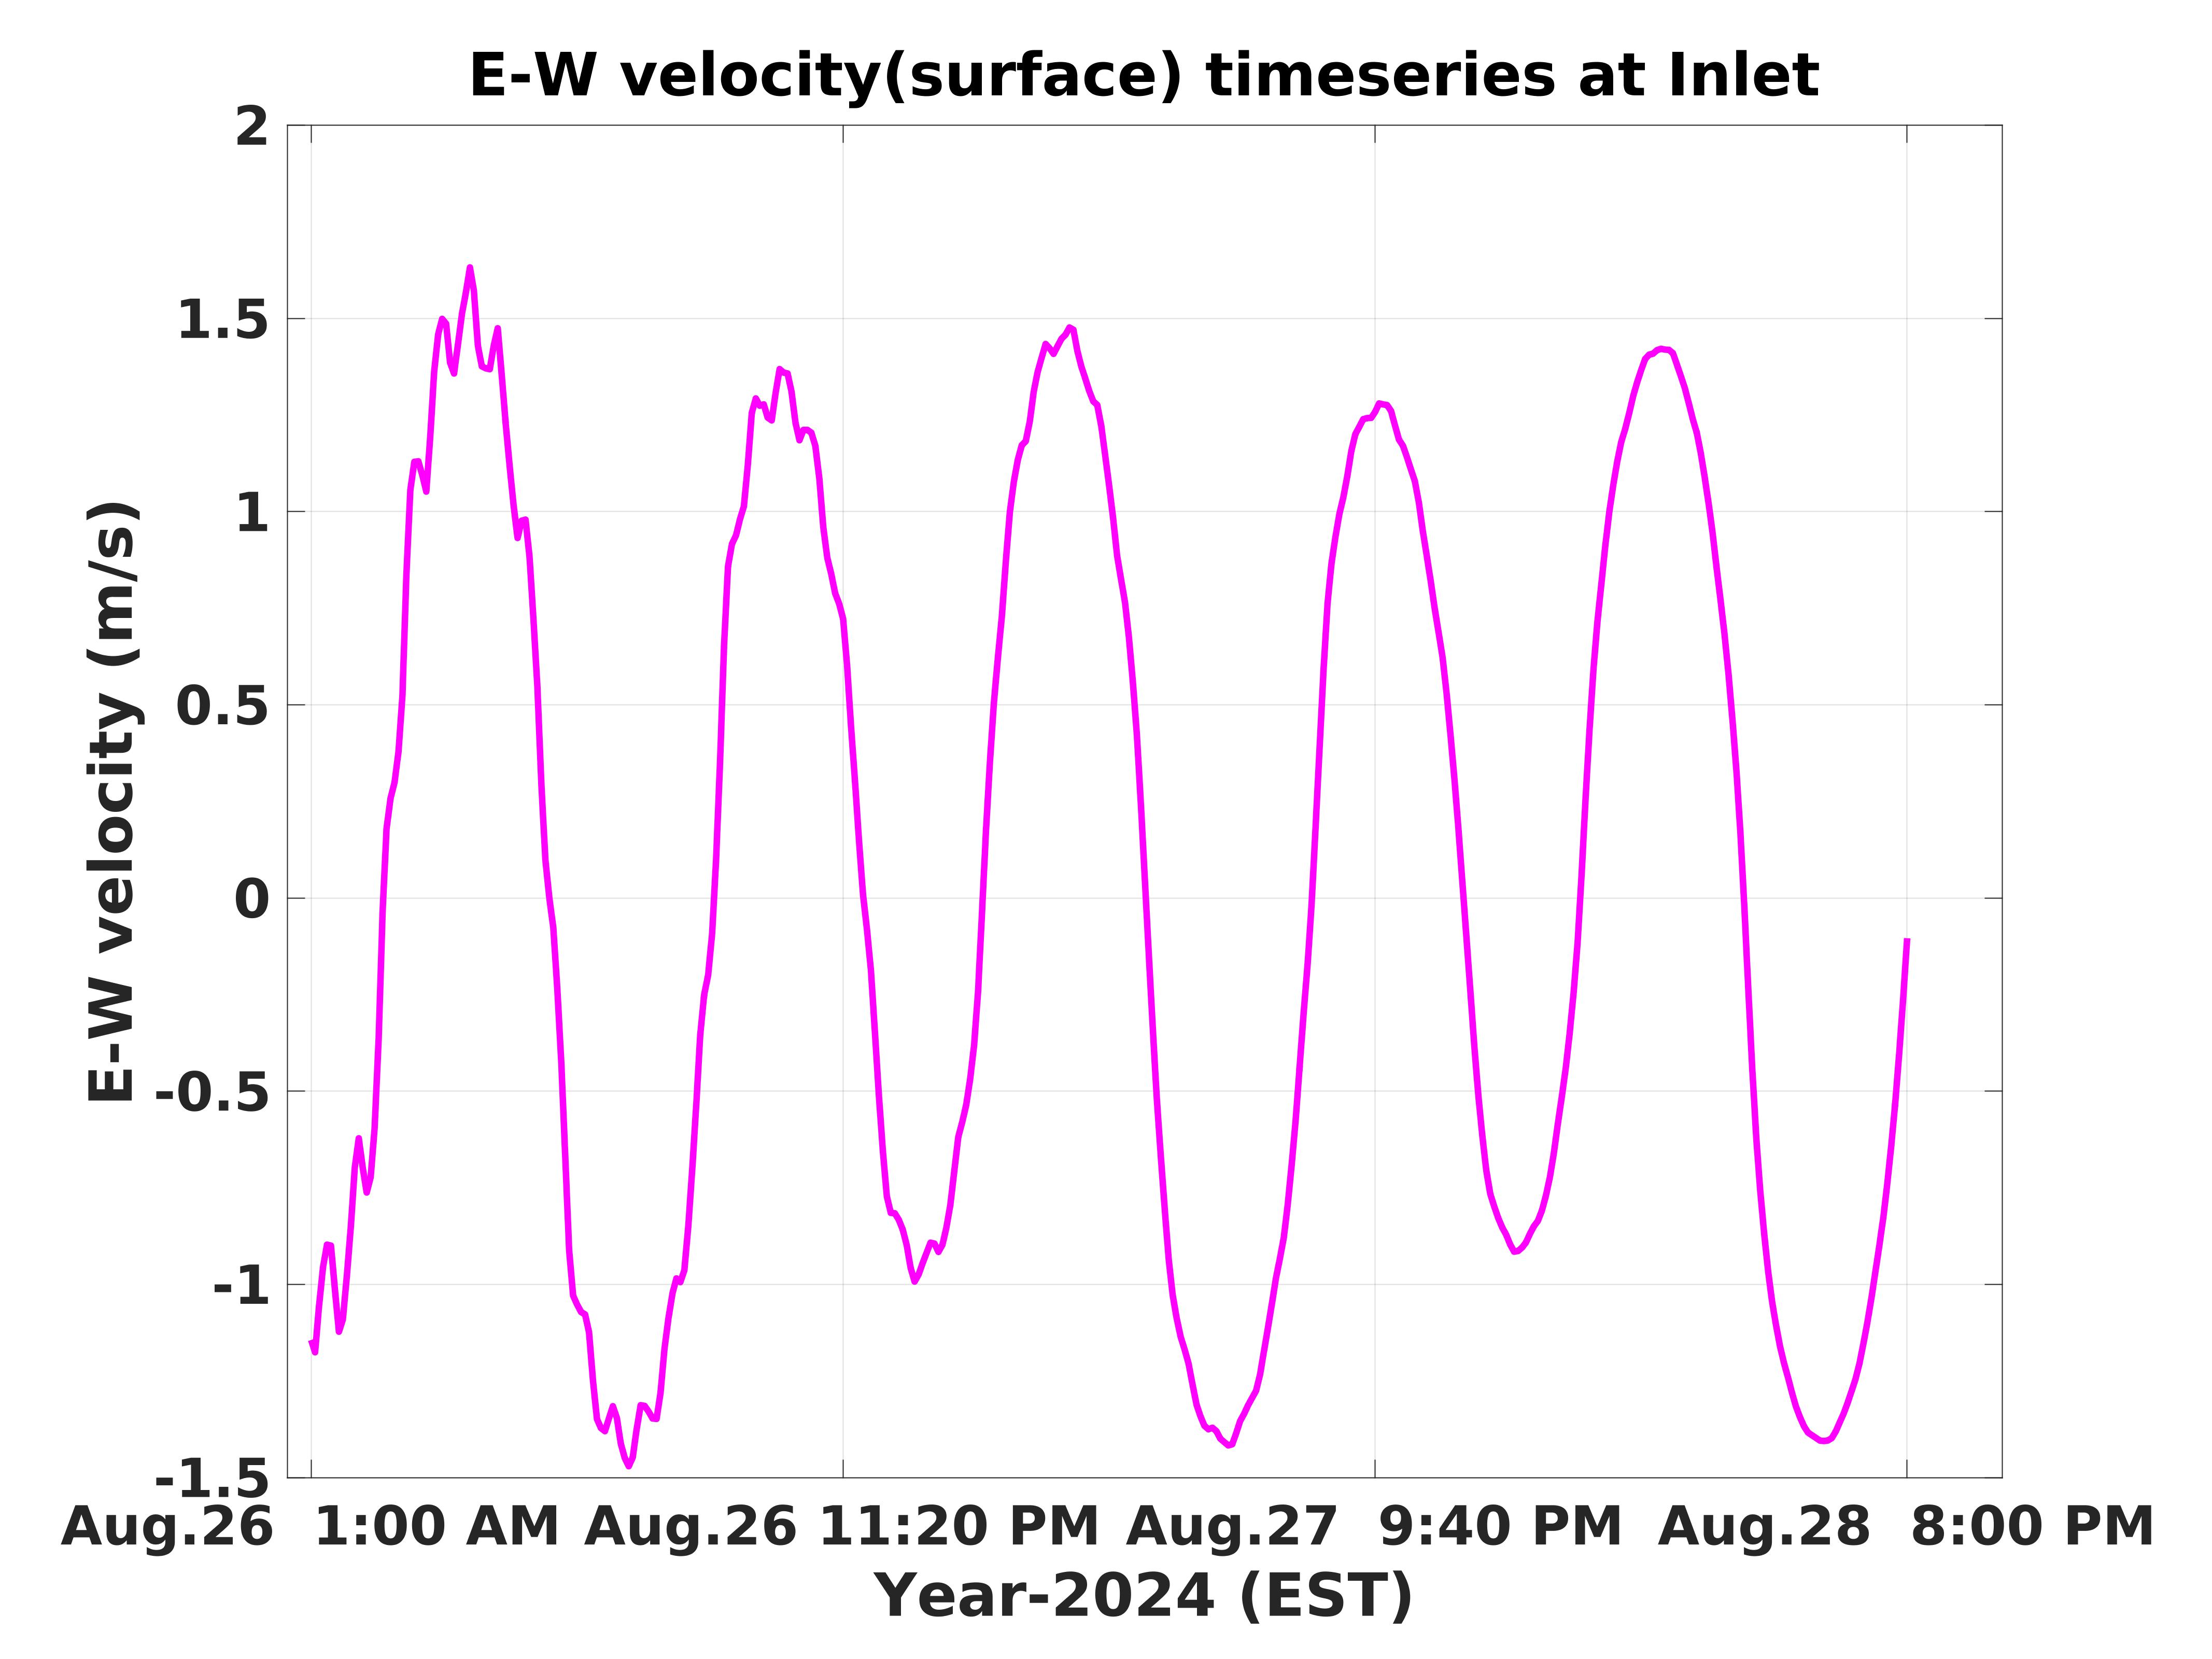 E-W velocity(surface) timeseries at Inlet
E-W velocity (m/s)
2
1.5
1
0.5
0
-0.5
-1
-1.5
Aug.26 1:00 AM Aug.26 11:20 PM Aug.27 9:40 PM Aug.28 8:00 PM
Year-2024 (EST)